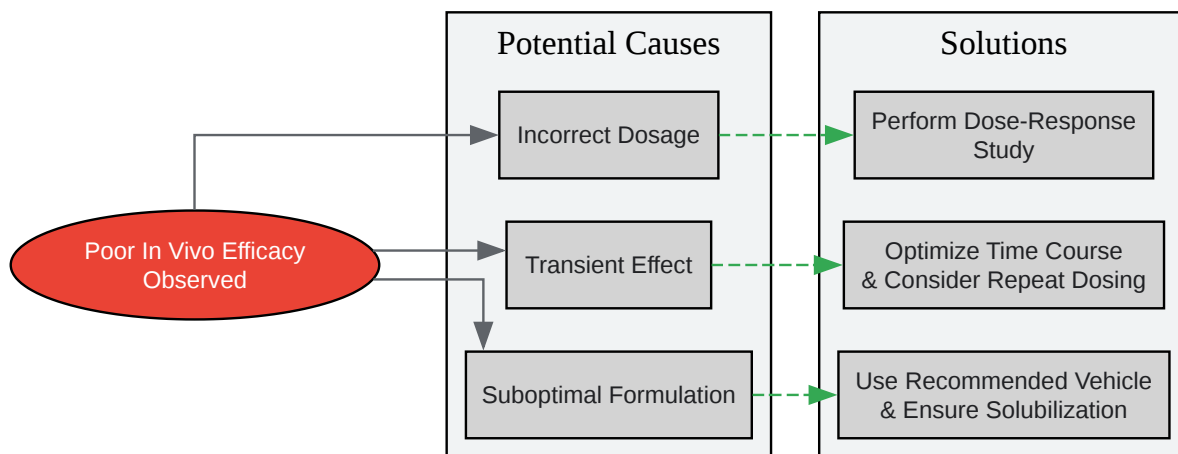 Potential Causes
Solutions
Incorrect Dosage
Perform Dose-Response
Study
Poor In Vivo Efficacy
Observed
Transient Effect
Optimize Time Course
& Consider Repeat Dosing
Suboptimal Formulation
Use Recommended Vehicle
& Ensure Solubilization